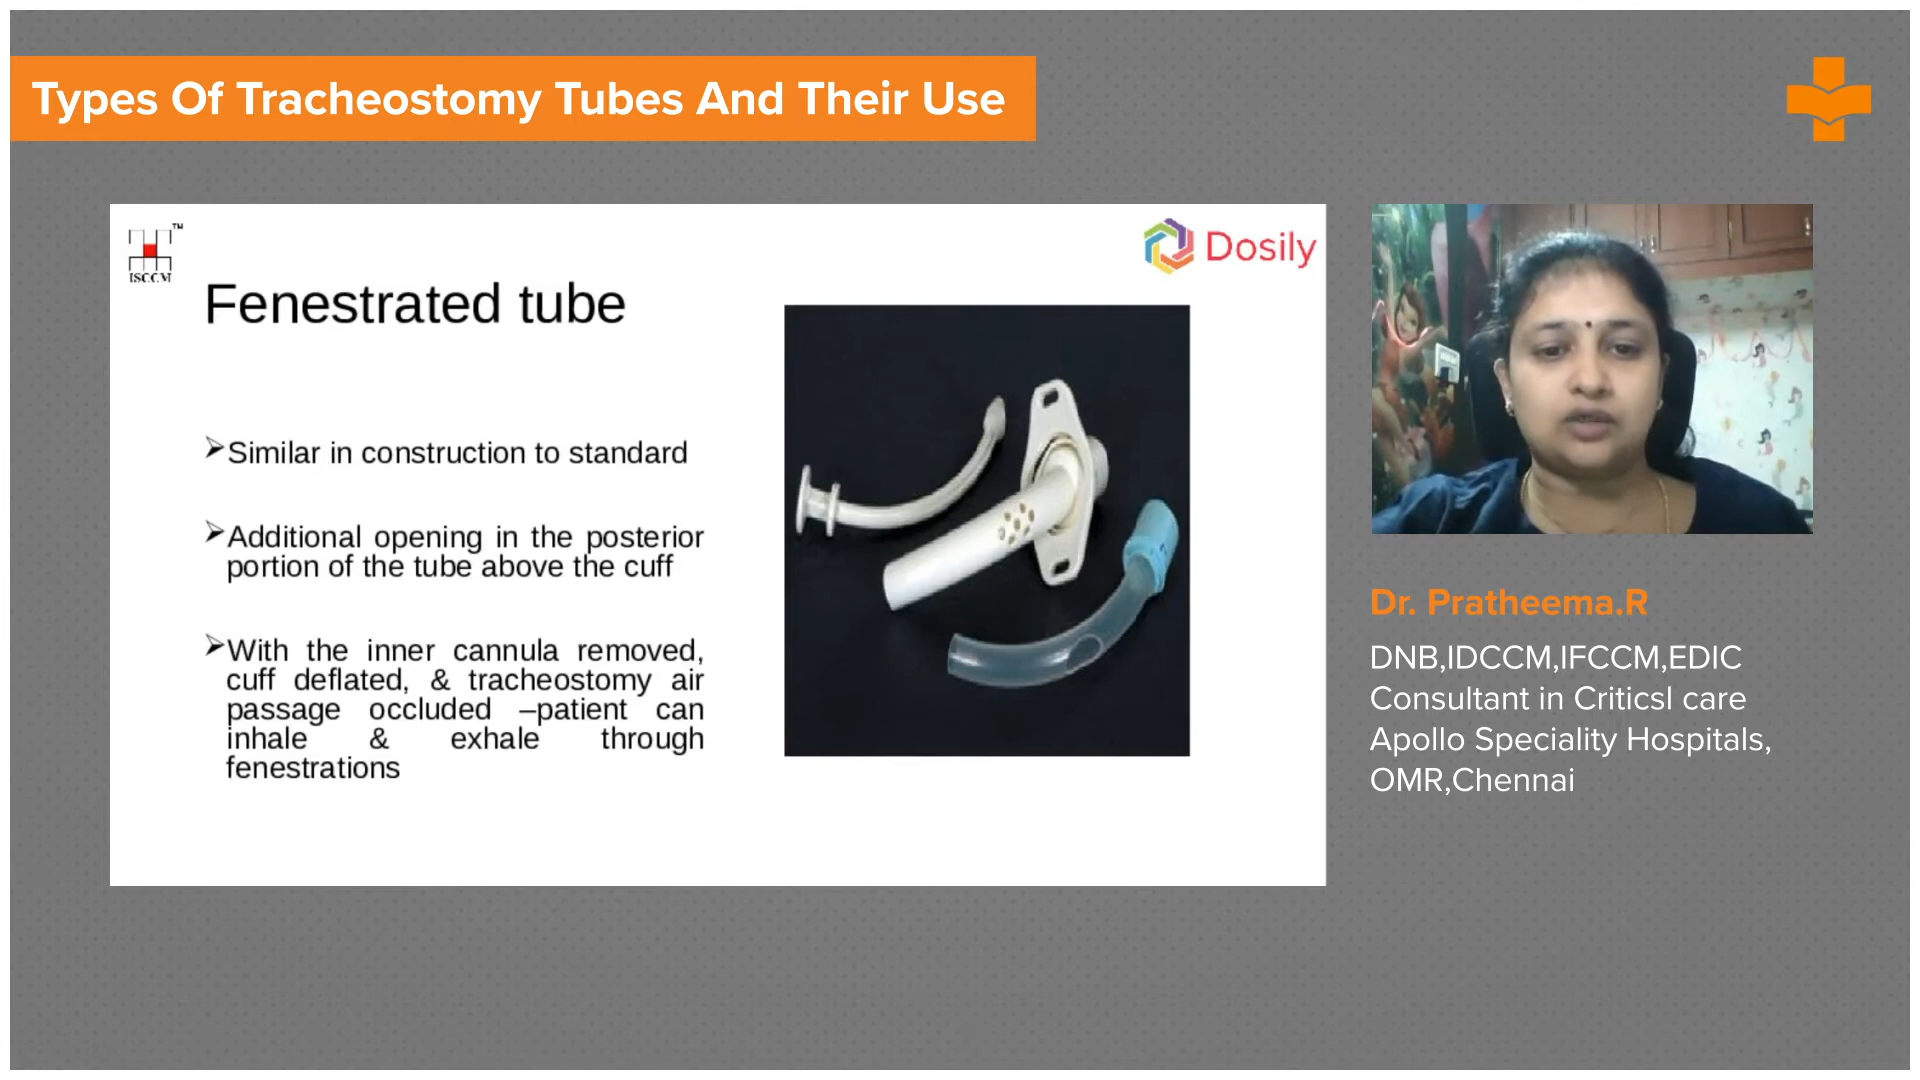 Types Of Tracheostomy Tubes And Their Use
TM
ISCCM
Dosily
Fenestrated tube
➢Similar in construction to standard
➢Additional opening in the posterior
portion of the tube above the cuff
➢With the inner cannula removed,
cuff deflated, & tracheostomy air
passage occluded –patient can
inhale & exhale through
fenestrations
Dr. Pratheema.R
DNB,IDCCM,IFCCM,EDIC
Consultant in Criticsl care
Apollo Speciality Hospitals,
OMR,Chennai